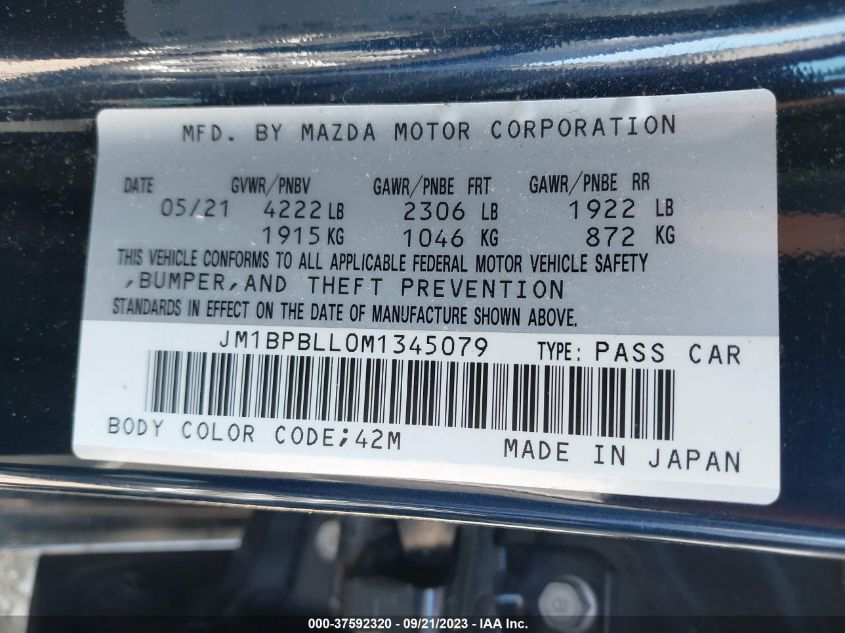 MFD. BY MAZDA MOTOR CORPORATION
DATE GVWR/PNBV GAWR/PNBE FRT GAWR/PNBE RR
05/21 4222 LB 2306 LB 1922 LB
1915 KG 1046 KG 872 KG
THIS VEHICLE CONFORMS TO ALL APPLICABLE FEDERAL MOTOR VEHICLE SAFETY
,BUMPER,AND THEFT PREVENTION
STANDARDS IN EFFECT ON THE DATE OF MANUFACTURE SHOWN ABOVE.
JM1BPBLL0M1345079 TYPE: PASS CAR
BODY COLOR CODE;42M MADE IN JAPAN
000-37592320 - 09/21/2023 - IAA Inc.